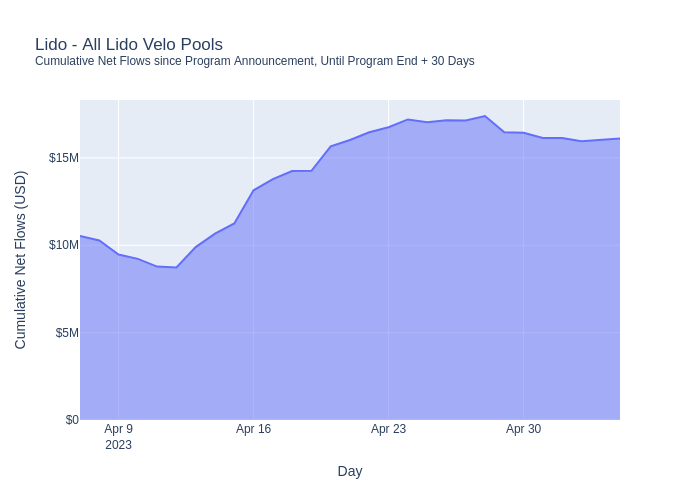 Lido - All Lido Velo Pools
Cumulative Net Flows since Program Announcement, Until Program End + 30 Days
Cumulative Net Flows (USD)
$15M
$10M
$5M
$0
Apr 9
2023
Apr 16
Apr 23
Apr 30
Day